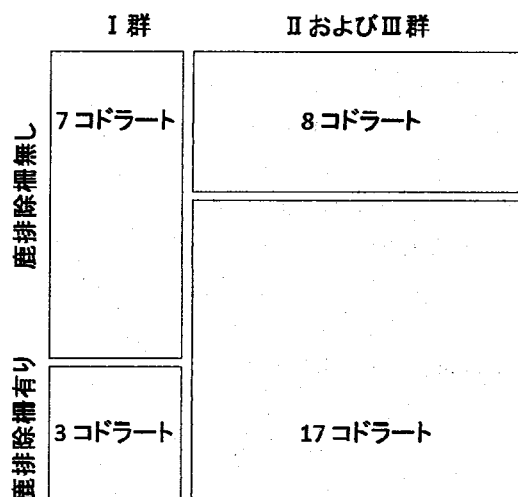 I 群
II および III 群
鹿排除柵無し
7 コドラート
8 コドラート
鹿排除柵有り
3 コドラート
17 コドラート